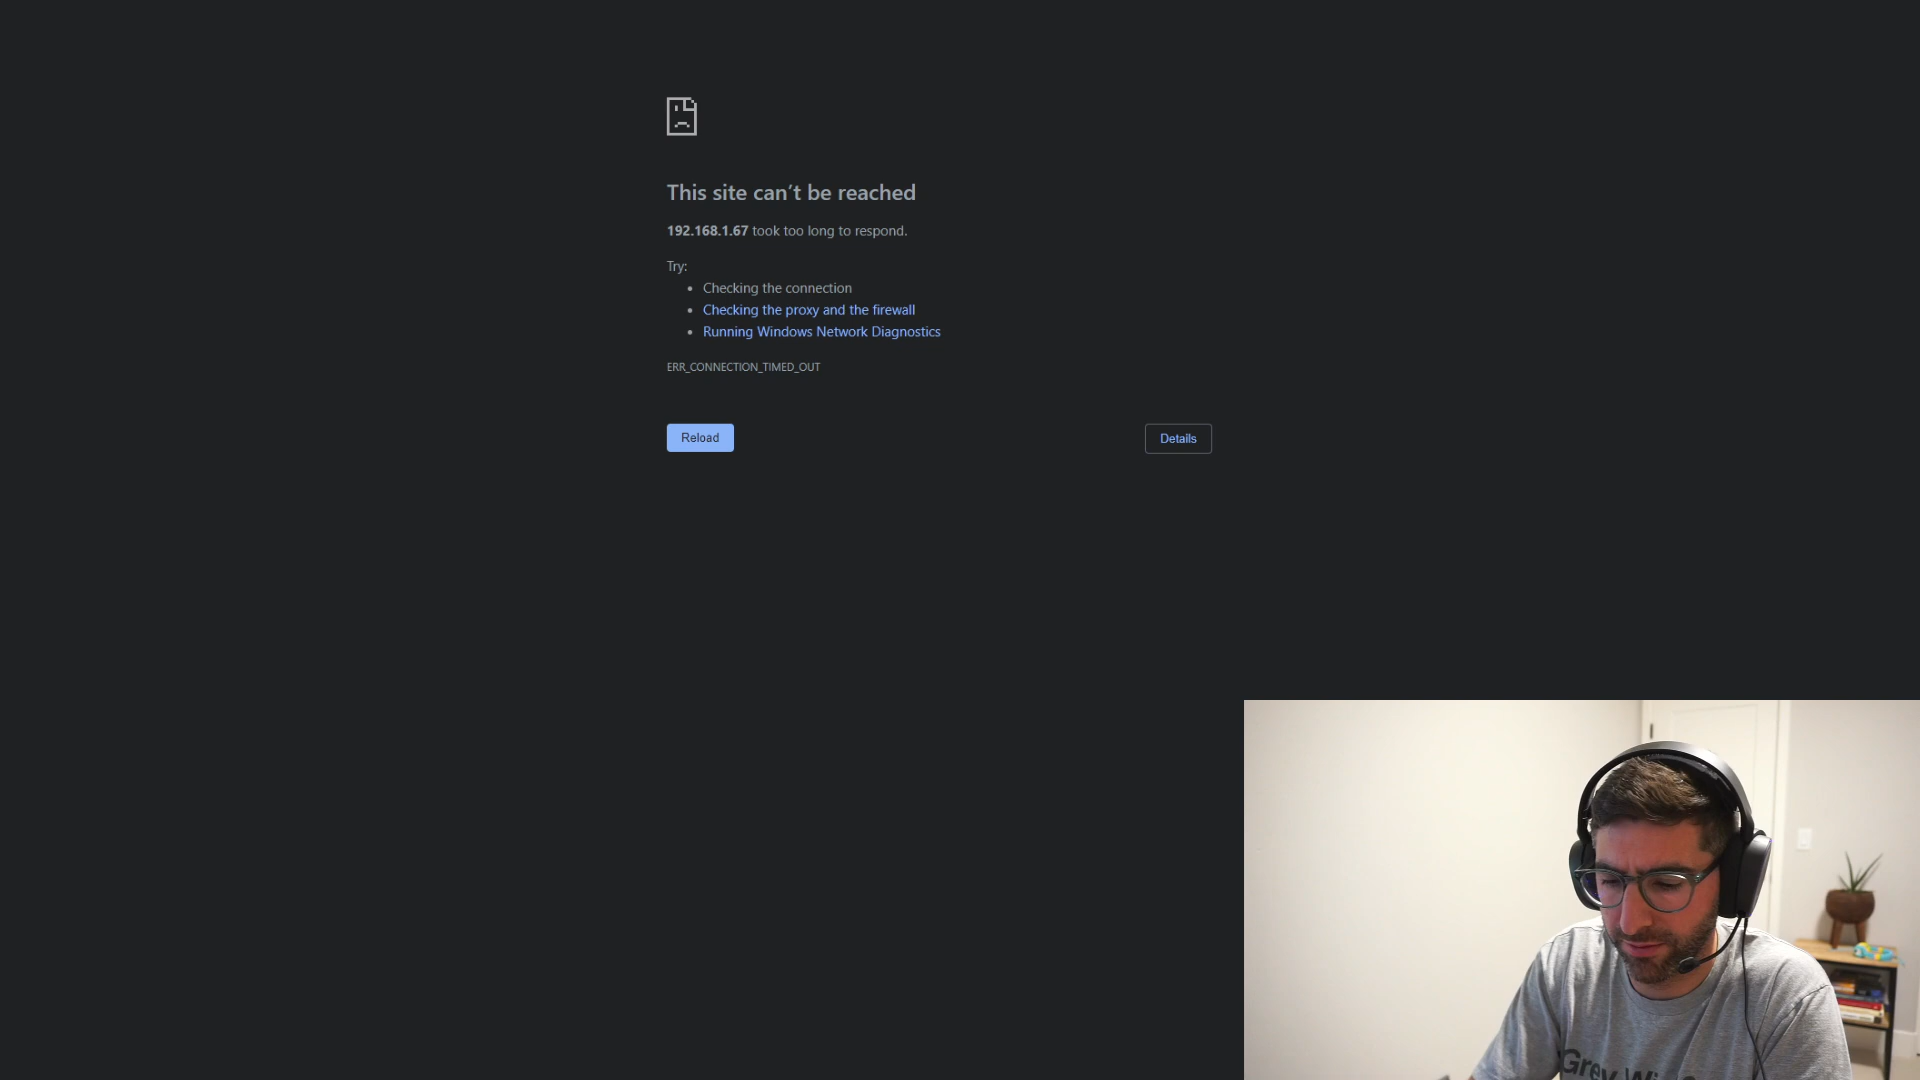 This site can’t be reached
192.168.1.67 took too long to respond.
Try:
Checking the connection
Checking the proxy and the firewall
Running Windows Network Diagnostics
ERR_CONNECTION_TIMED_OUT
Reload
Details